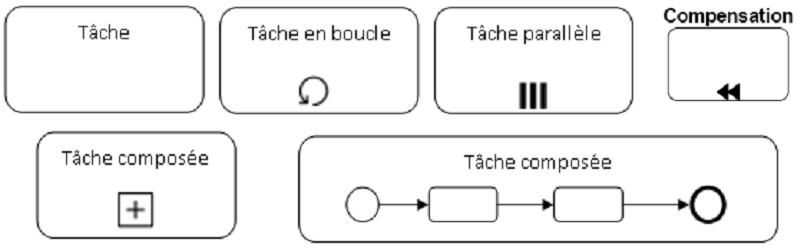 Tâche
Tâche en boucle
Tâche parallèle
Compensation
Tâche composée
Tâche composée